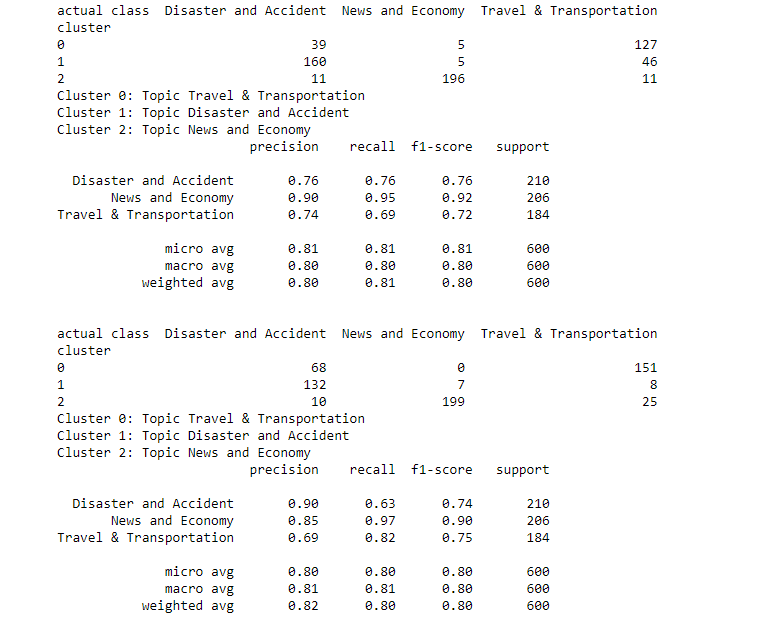 actual class  Disaster and Accident  News and Economy  Travel & Transportation
cluster
0                                39                 5                      127
1                               160                 5                       46
2                                11               196                       11
Cluster 0: Topic Travel & Transportation
Cluster 1: Topic Disaster and Accident
Cluster 2: Topic News and Economy
                         precision    recall  f1-score   support

  Disaster and Accident       0.76      0.76      0.76       210
       News and Economy       0.90      0.95      0.92       206
Travel & Transportation       0.74      0.69      0.72       184

              micro avg       0.81      0.81      0.81       600
              macro avg       0.80      0.80      0.80       600
           weighted avg       0.80      0.81      0.80       600

actual class  Disaster and Accident  News and Economy  Travel & Transportation
cluster
0                                68                 0                      151
1                               132                 7                        8
2                                10               199                       25
Cluster 0: Topic Travel & Transportation
Cluster 1: Topic Disaster and Accident
Cluster 2: Topic News and Economy
                         precision    recall  f1-score   support

  Disaster and Accident       0.90      0.63      0.74       210
       News and Economy       0.85      0.97      0.90       206
Travel & Transportation       0.69      0.82      0.75       184

              micro avg       0.80      0.80      0.80       600
              macro avg       0.81      0.81      0.80       600
           weighted avg       0.82      0.80      0.80       600